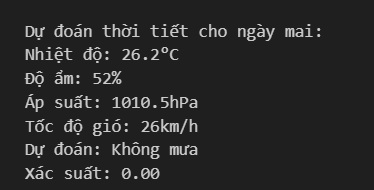 Dự đoán thời tiết cho ngày mai:
Nhiệt độ: 26.2°C
Độ ẩm: 52%
Áp suất: 1010.5hPa
Tốc độ gió: 26km/h
Dự đoán: Không mưa
Xác suất: 0.00